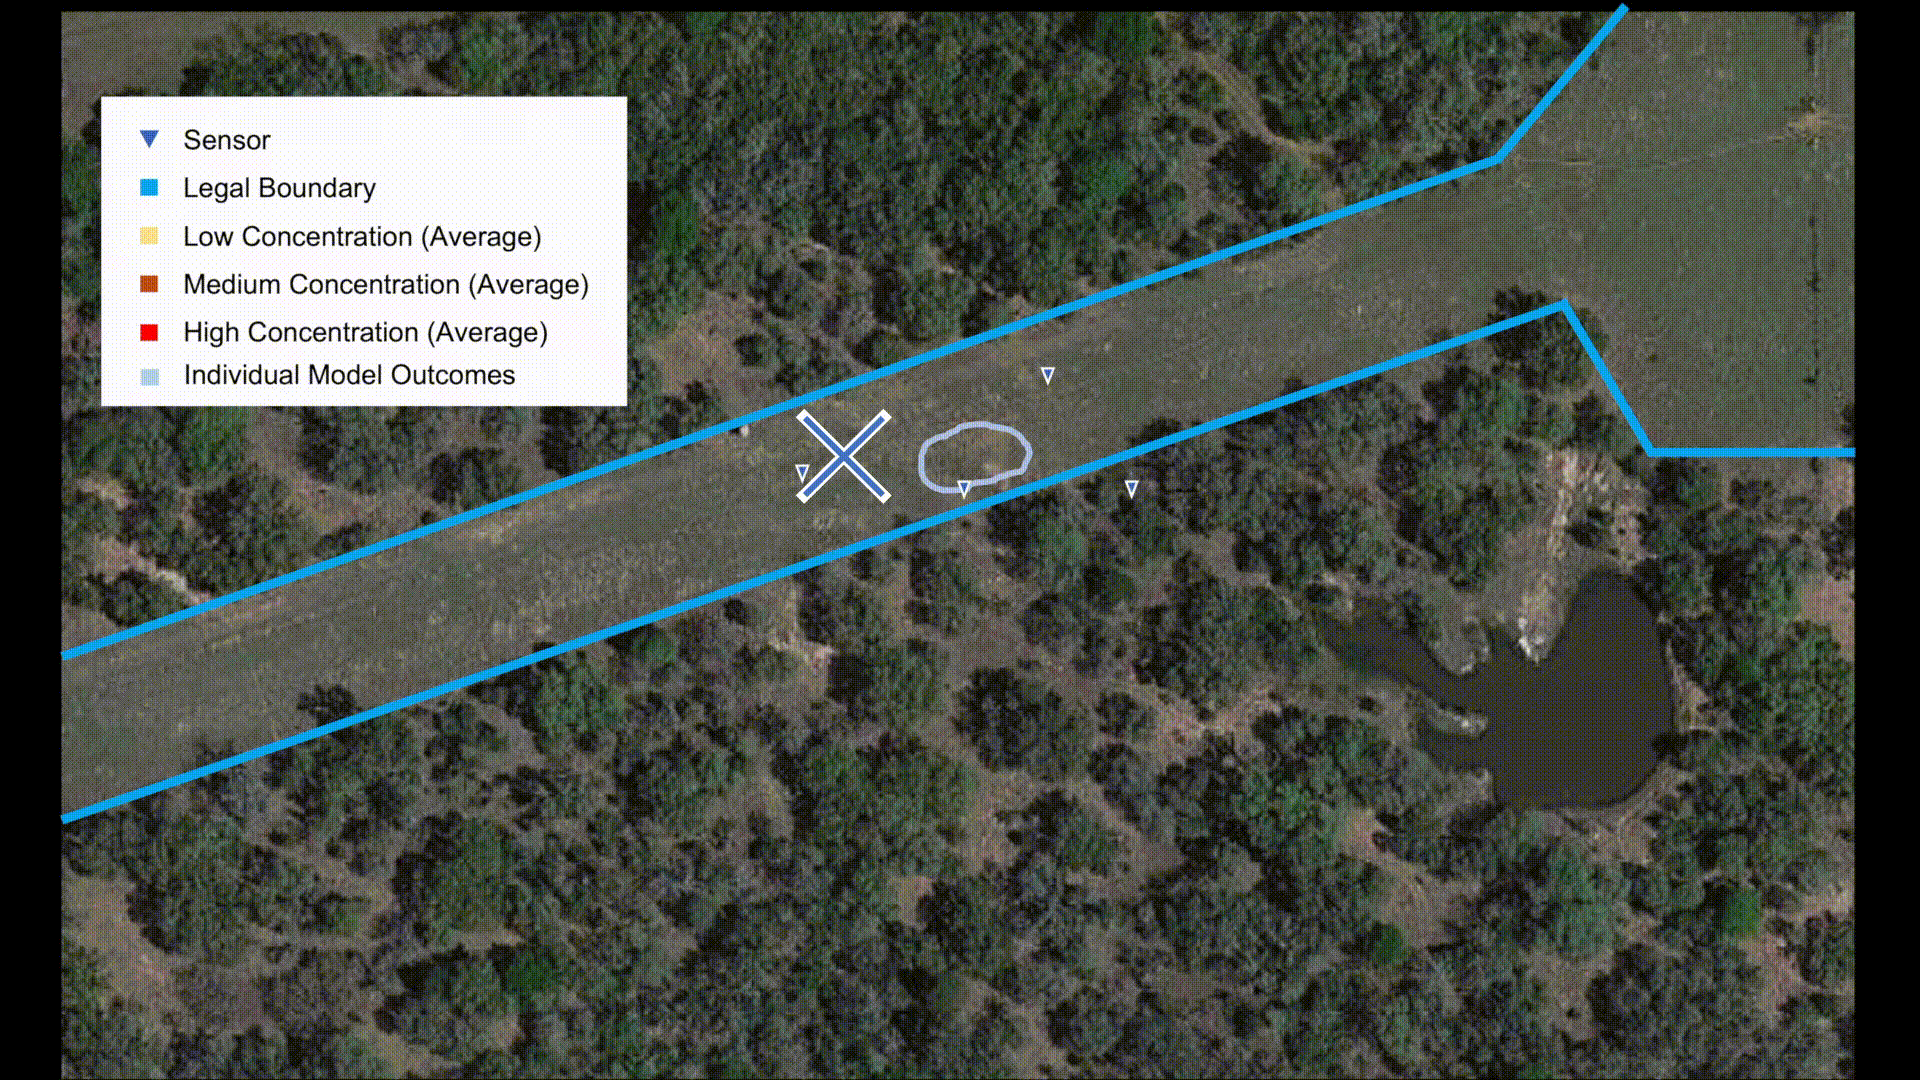 Sensor
Legal Boundary
Low Concentration (Average)
Medium Concentration (Average)
High Concentration (Average)
Individual Model Outcomes